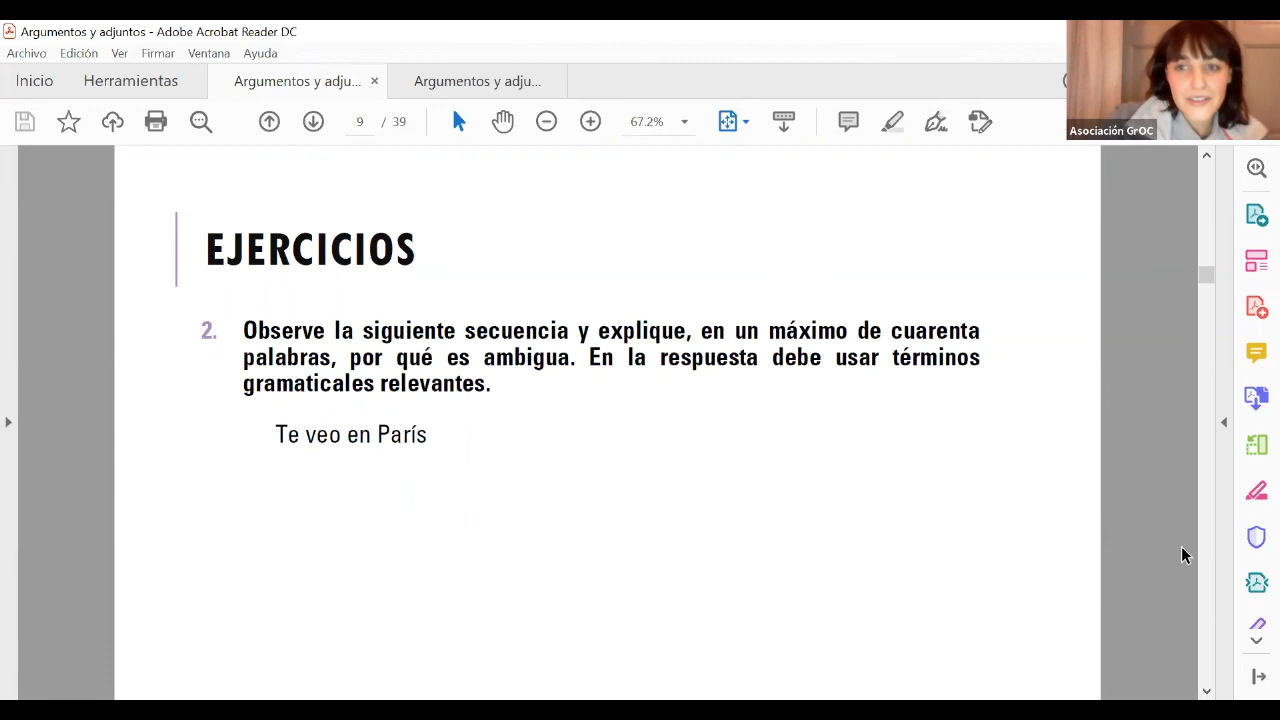 Argumentos y adjuntos - Adobe Acrobat Reader DC
Archivo Edición Ver Firmar Ventana Ayuda
Inicio Herramientas Argumentos y adju... × Argumentos y adju...
9 / 39 67.2%
Asociación GrOC
EJERCICIOS
2. Observe la siguiente secuencia y explique, en un máximo de cuarenta
palabras, por qué es ambigua. En la respuesta debe usar términos
gramaticales relevantes.
Te veo en París